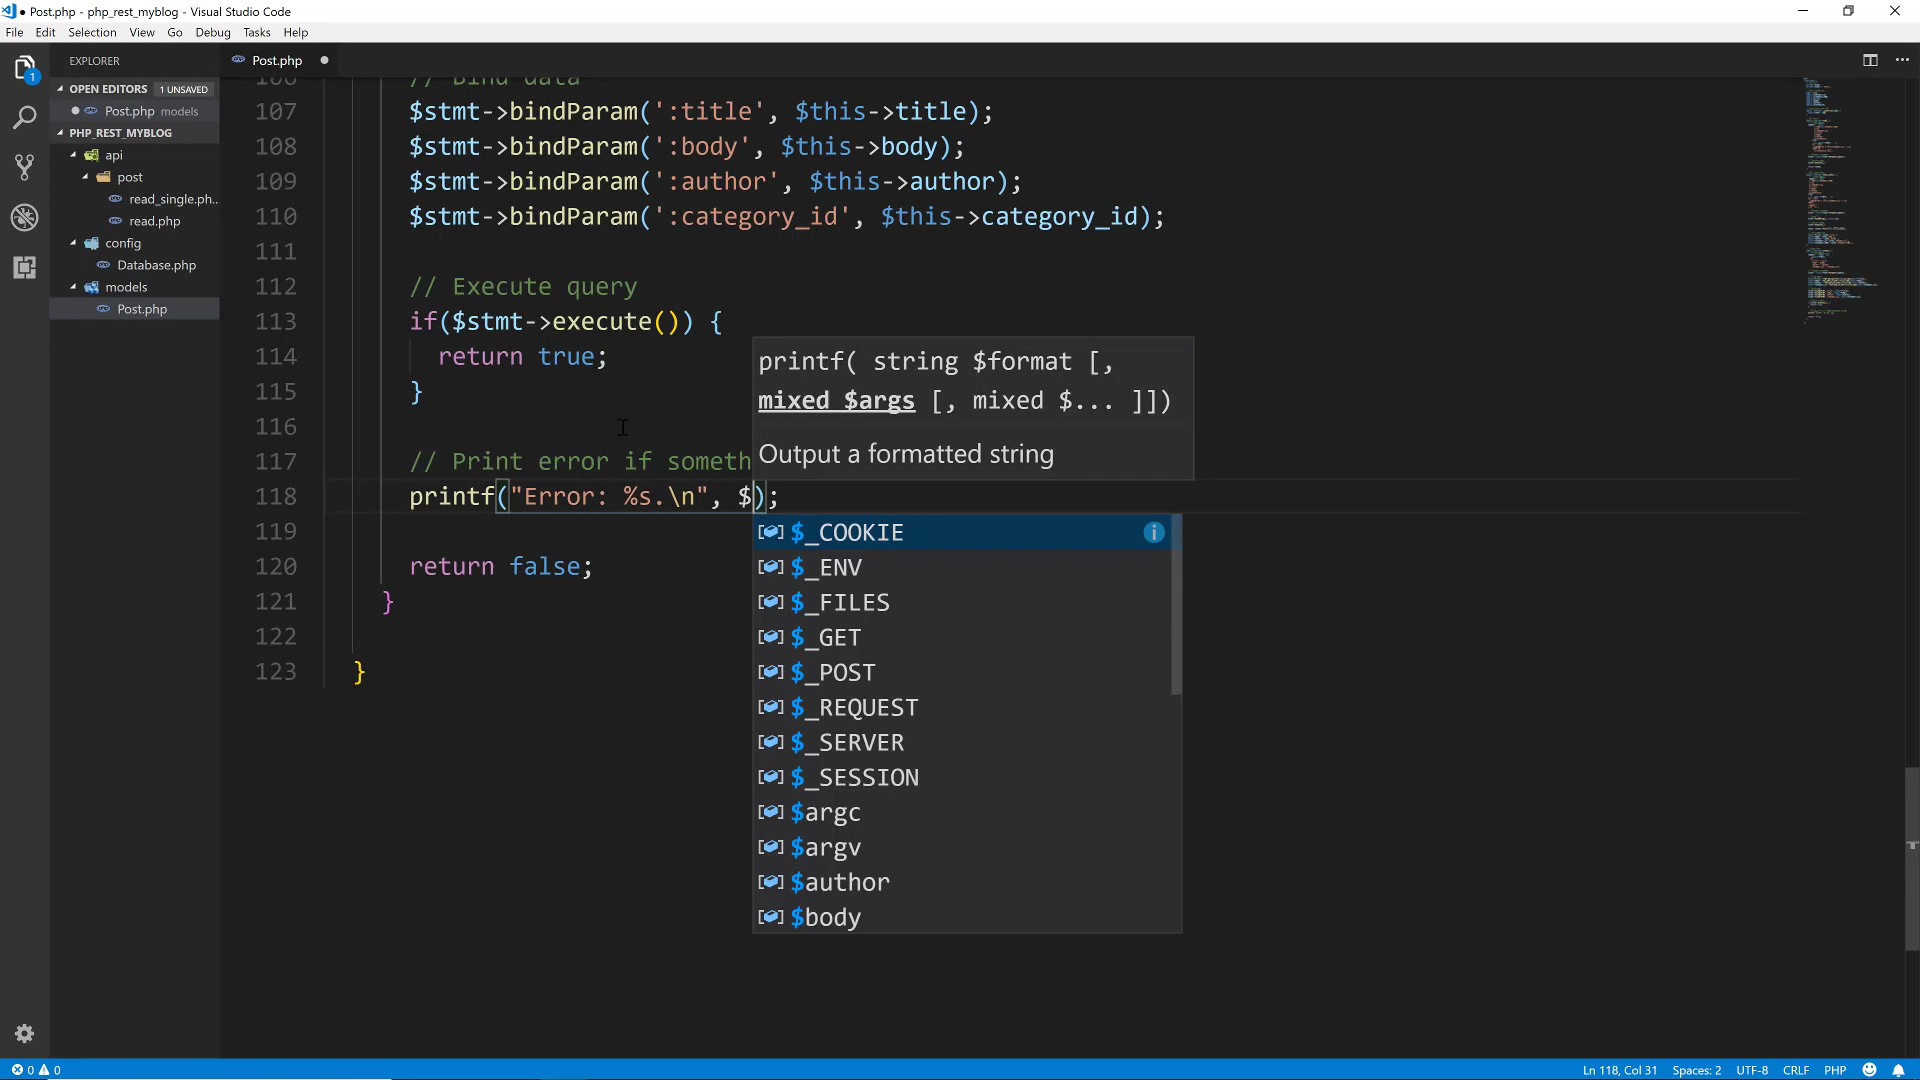 Post.php - php_rest_myblog - Visual Studio Code
File Edit Selection View Go Debug Tasks Help
1
EXPLORER
OPEN EDITORS 1 UNSAVED
Post.php models
PHP_REST_MYBLOG
api
post
read_single.ph...
read.php
config
Database.php
models
Post.php
Post.php
106 // Bind data
107 $stmt->bindParam(':title', $this->title);
108 $stmt->bindParam(':body', $this->body);
109 $stmt->bindParam(':author', $this->author);
110 $stmt->bindParam(':category_id', $this->category_id);
111
112 // Execute query
113 if($stmt->execute()) {
114 return true;
115 }
116
117 // Print error if someth
118 printf("Error: %s.\n", $);
119
120 return false;
121 }
122
123 }
printf( string $format [,
mixed $args [, mixed $... ]])
Output a formatted string
$_COOKIE
$_ENV
$_FILES
$_GET
$_POST
$_REQUEST
$_SERVER
$_SESSION
$argc
$argv
$author
$body
0 0
Ln 118, Col 31 Spaces: 2 UTF-8 CRLF PHP